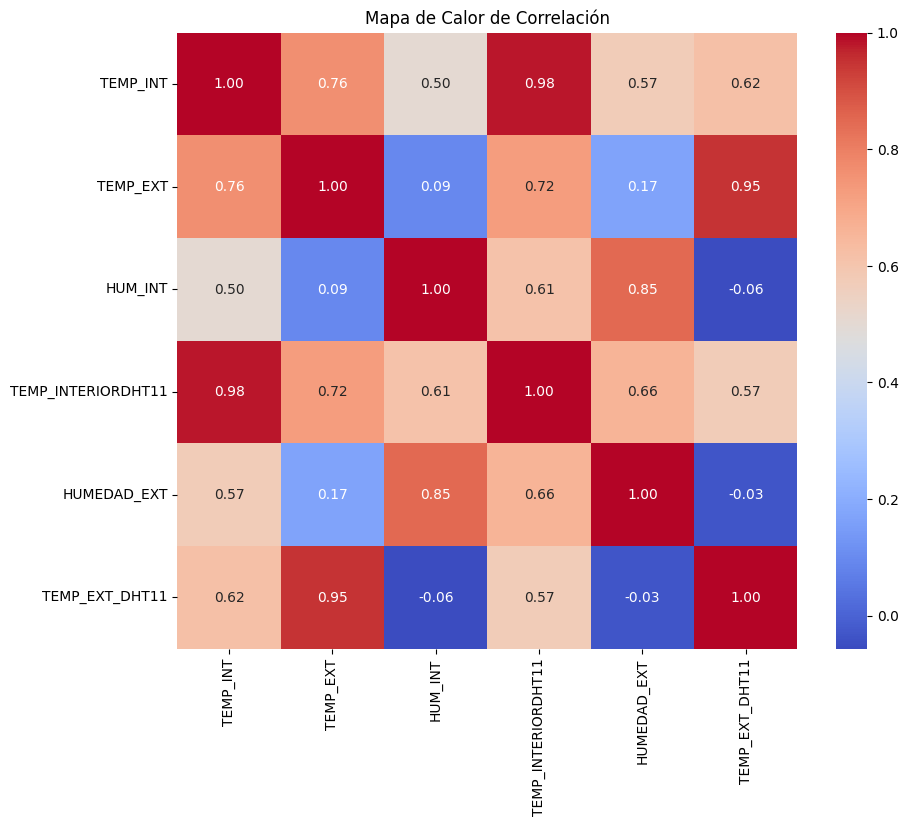 Mapa de Calor de Correlación
TEMP_INT 1.00 0.76 0.50 0.98 0.57 0.62
TEMP_EXT 0.76 1.00 0.09 0.72 0.17 0.95
HUM_INT 0.50 0.09 1.00 0.61 0.85 -0.06
TEMP_INTERIORDHT11 0.98 0.72 0.61 1.00 0.66 0.57
HUMEDAD_EXT 0.57 0.17 0.85 0.66 1.00 -0.03
TEMP_EXT_DHT11 0.62 0.95 -0.06 0.57 -0.03 1.00
TEMP_INT
TEMP_EXT
HUM_INT
TEMP_INTERIORDHT11
HUMEDAD_EXT
TEMP_EXT_DHT11
1.0
0.8
0.6
0.4
0.2
0.0